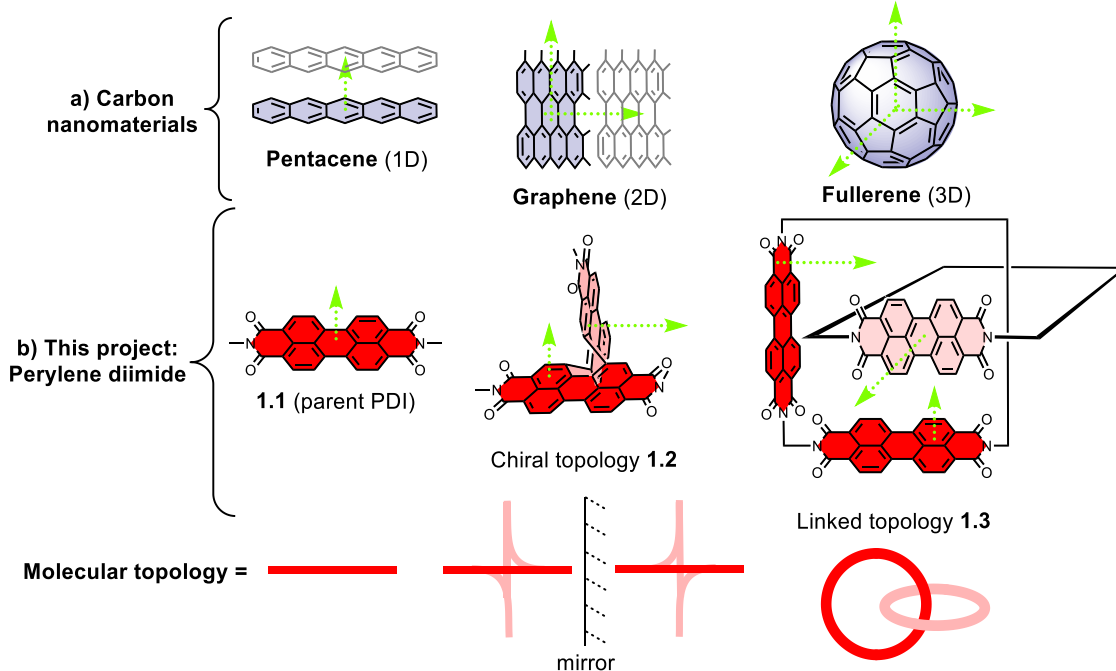 a) Carbon
nanomaterials
Pentacene (1D)
Graphene (2D)
Fullerene (3D)
b) This project:
Perylene diimide
O
O
N
N
O
O
1.1 (parent PDI)
O
N
O
O
O
N
N
O
O
Chiral topology 1.2
O
N
O
O
O
N
N
O
O
O
O
O
O
N
N
N
O
O
Linked topology 1.3
Molecular topology =
mirror